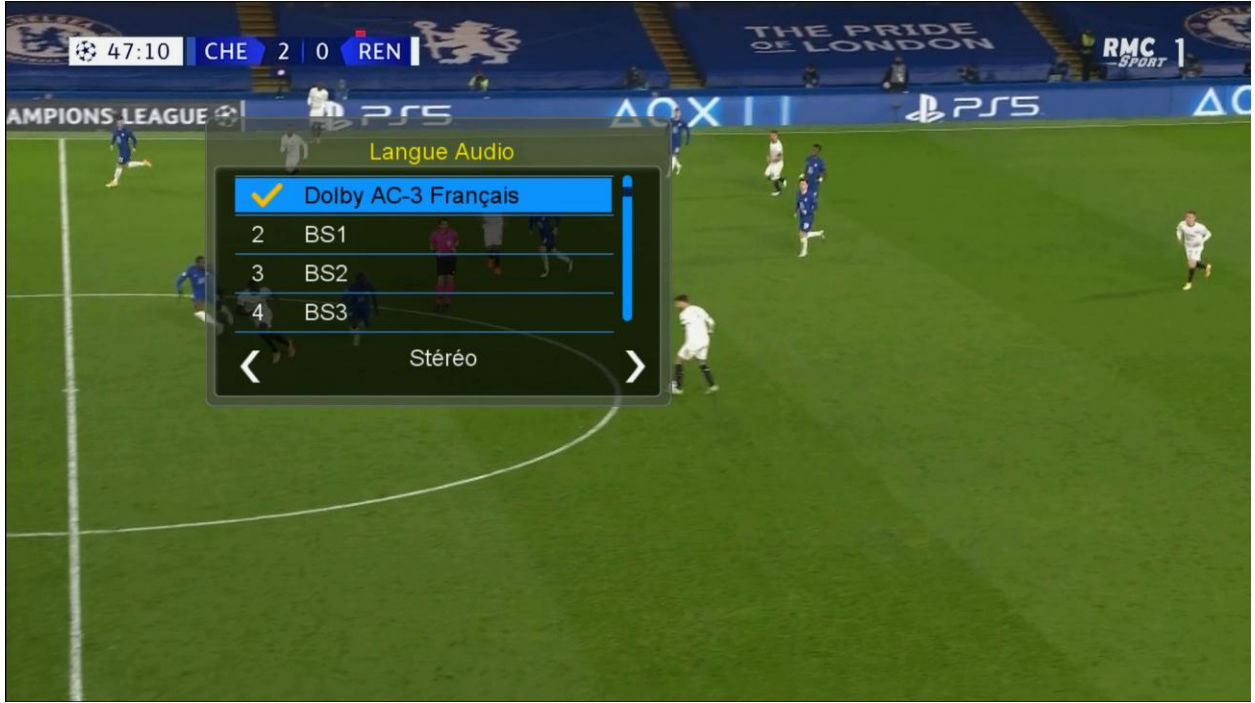 THE PRIDE
OF LONDON
47:10 CHE 2 0 REN
RMC 1
SPORT
AMPIONS LEAGUE PS5 PS5
Langue Audio
Dolby AC-3 Français
2 BS1
3 BS2
4 BS3
Stéréo